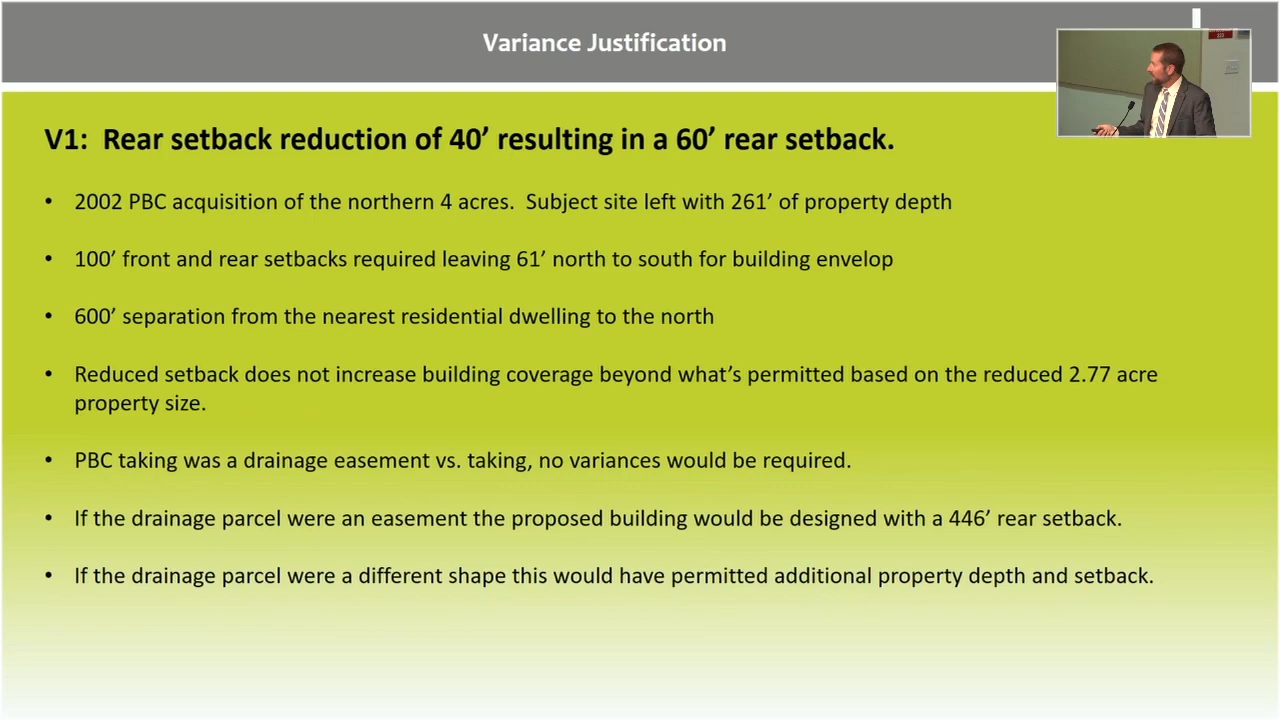 Variance Justification
V1: Rear setback reduction of 40’ resulting in a 60’ rear setback.
• 2002 PBC acquisition of the northern 4 acres. Subject site left with 261’ of property depth
• 100’ front and rear setbacks required leaving 61’ north to south for building envelop
• 600’ separation from the nearest residential dwelling to the north
• Reduced setback does not increase building coverage beyond what’s permitted based on the reduced 2.77 acre
property size.
• PBC taking was a drainage easement vs. taking, no variances would be required.
• If the drainage parcel were an easement the proposed building would be designed with a 446’ rear setback.
• If the drainage parcel were a different shape this would have permitted additional property depth and setback.